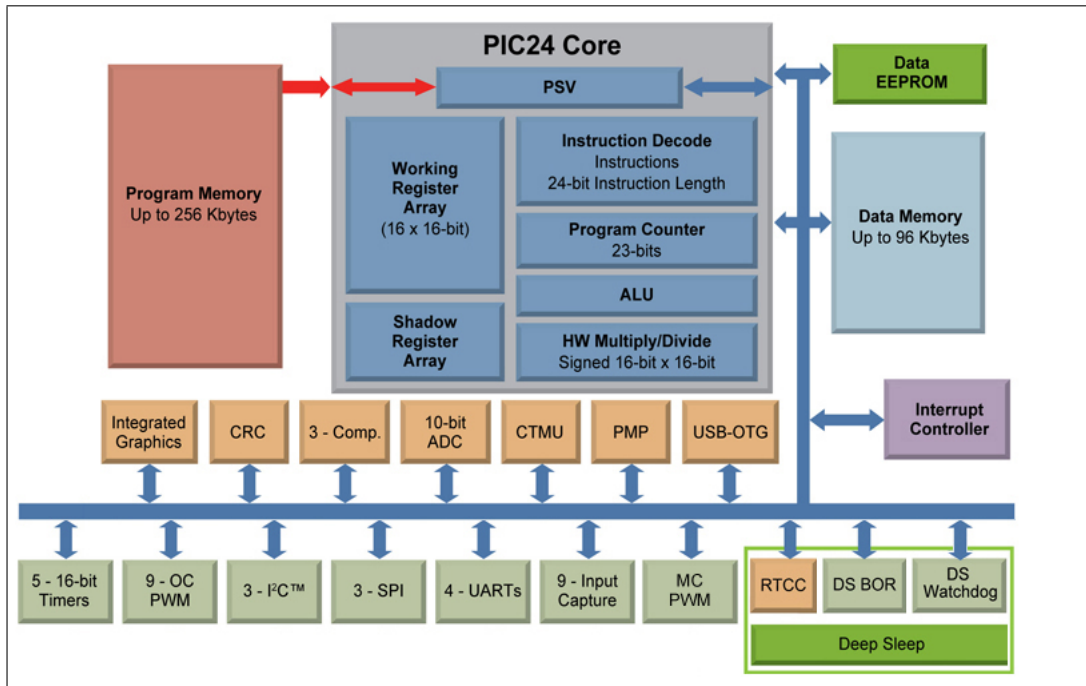 PIC24 Core
PSV
Data
EEPROM
Program Memory
Up to 256 Kbytes
Working
Register
Array
(16 x 16-bit)
Instruction Decode
Instructions
24-bit Instruction Length
Program Counter
23-bits
Data Memory
Up to 96 Kbytes
ALU
Shadow
Register
Array
HW Multiply/Divide
Signed 16-bit x 16-bit
Integrated
Graphics
CRC
3 - Comp.
10-bit
ADC
CTMU
PMP
USB-OTG
Interrupt
Controller
5 - 16-bit
Timers
9 - OC
PWM
3 - I²C™
3 - SPI
4 - UARTs
9 - Input
Capture
MC
PWM
RTCC
DS BOR
DS
Watchdog
Deep Sleep